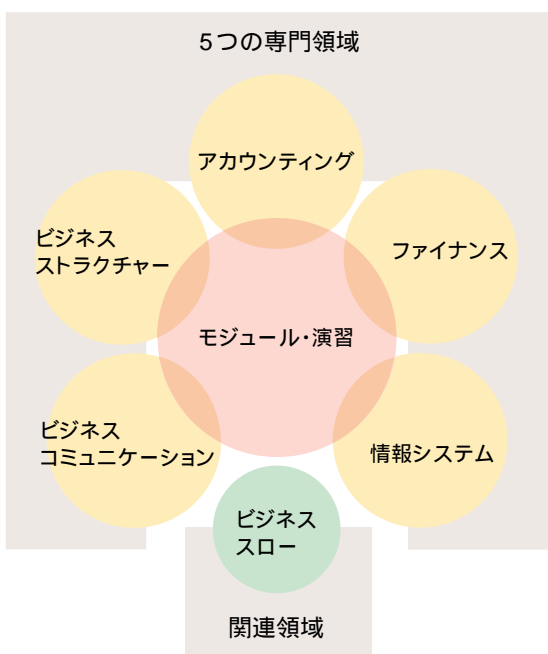 5つの専門領域
アカウンティング
ビジネス
ストラクチャー
ファイナンス
モジュール・演習
ビジネス
コミュニケーション
情報システム
ビジネス
スロー
関連領域